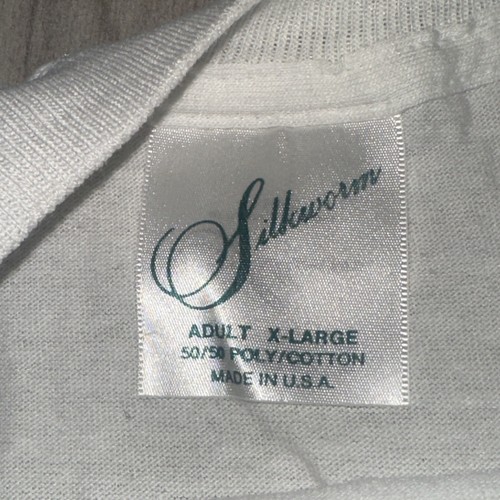 Silkworm
ADULT X-LARGE
50/50 POLY/COTTON
MADE IN U.S.A.